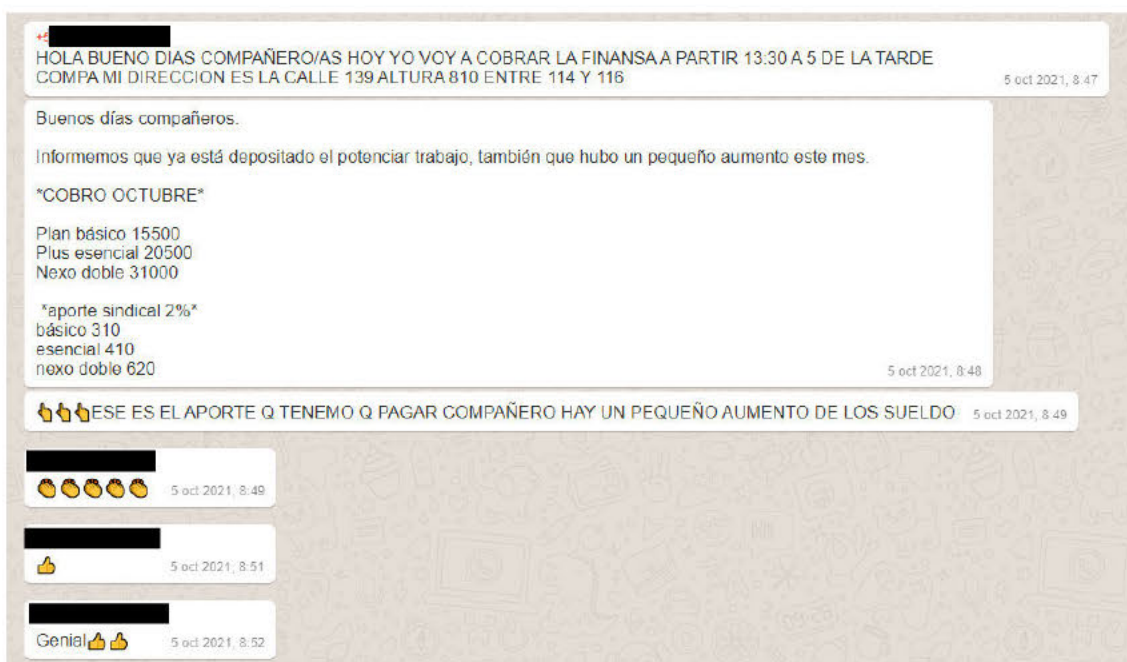 +5
HOLA BUENO DIAS COMPAÑERO/AS HOY YO VOY A COBRAR LA FINANSA A PARTIR 13:30 A 5 DE LA TARDE
COMPA MI DIRECCION ES LA CALLE 139 ALTURA 810 ENTRE 114 Y 116
5 oct 2021, 8:47
Buenos días compañeros.
Informemos que ya está depositado el potenciar trabajo, también que hubo un pequeño aumento este mes.
*COBRO OCTUBRE*
Plan básico 15500
Plus esencial 20500
Nexo doble 31000
*aporte sindical 2%*
básico 310
esencial 410
nexo doble 620
5 oct 2021, 8:48
👆👆👆ESE ES EL APORTE Q TENEMO Q PAGAR COMPAÑERO HAY UN PEQUEÑO AUMENTO DE LOS SUELDO 5 oct 2021, 8:49
👏👏👏👏👏 5 oct 2021, 8:49
👍 5 oct 2021, 8:51
Genial👍👍 5 oct 2021, 8:52